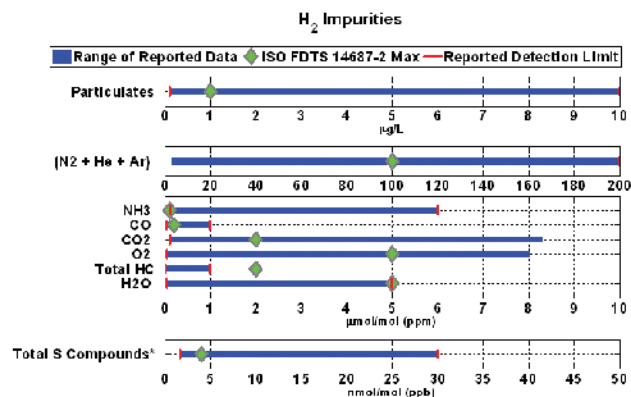 H2 Impurities
Range of Reported Data ISO FDTS 14687-2 Max Reported Detection Limit
Particulates
0 1 2 3 4 5 6 7 8 9 10
µg/L
(N2 + He + Ar)
0 20 40 60 80 100 120 140 160 180 200
NH3
CO
CO2
O2
Total HC
H2O
0 1 2 3 4 5 6 7 8 9 10
µmol/mol (ppm)
Total S Compounds*
0 5 10 15 20 25 30 35 40 45 50
nmol/mol (ppb)